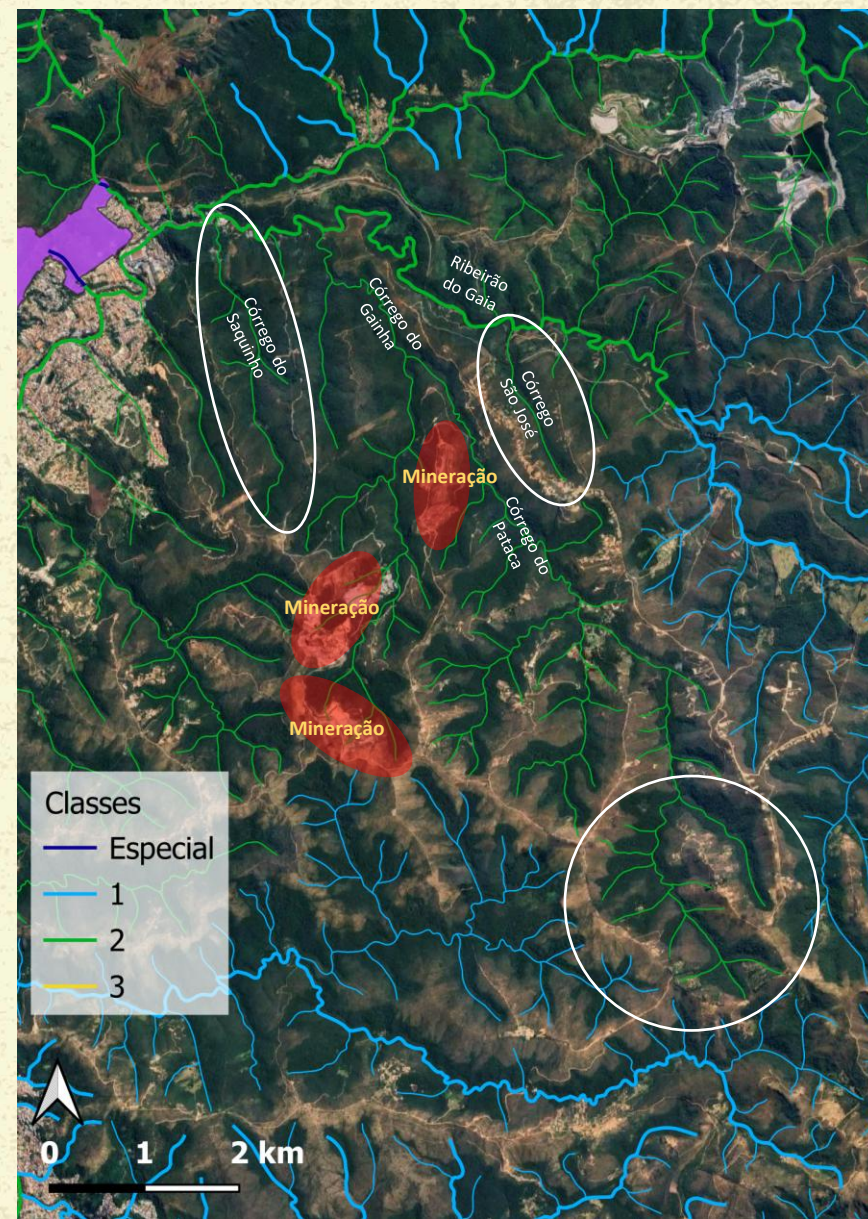 Ribeirão
do Gaia
Córrego do
Gainha
Córrego do
Saquinho
Córrego
São José
Mineração
Córrego do
Pataca
Mineração
Mineração
Classes
Especial
1
2
3
0 1 2 km